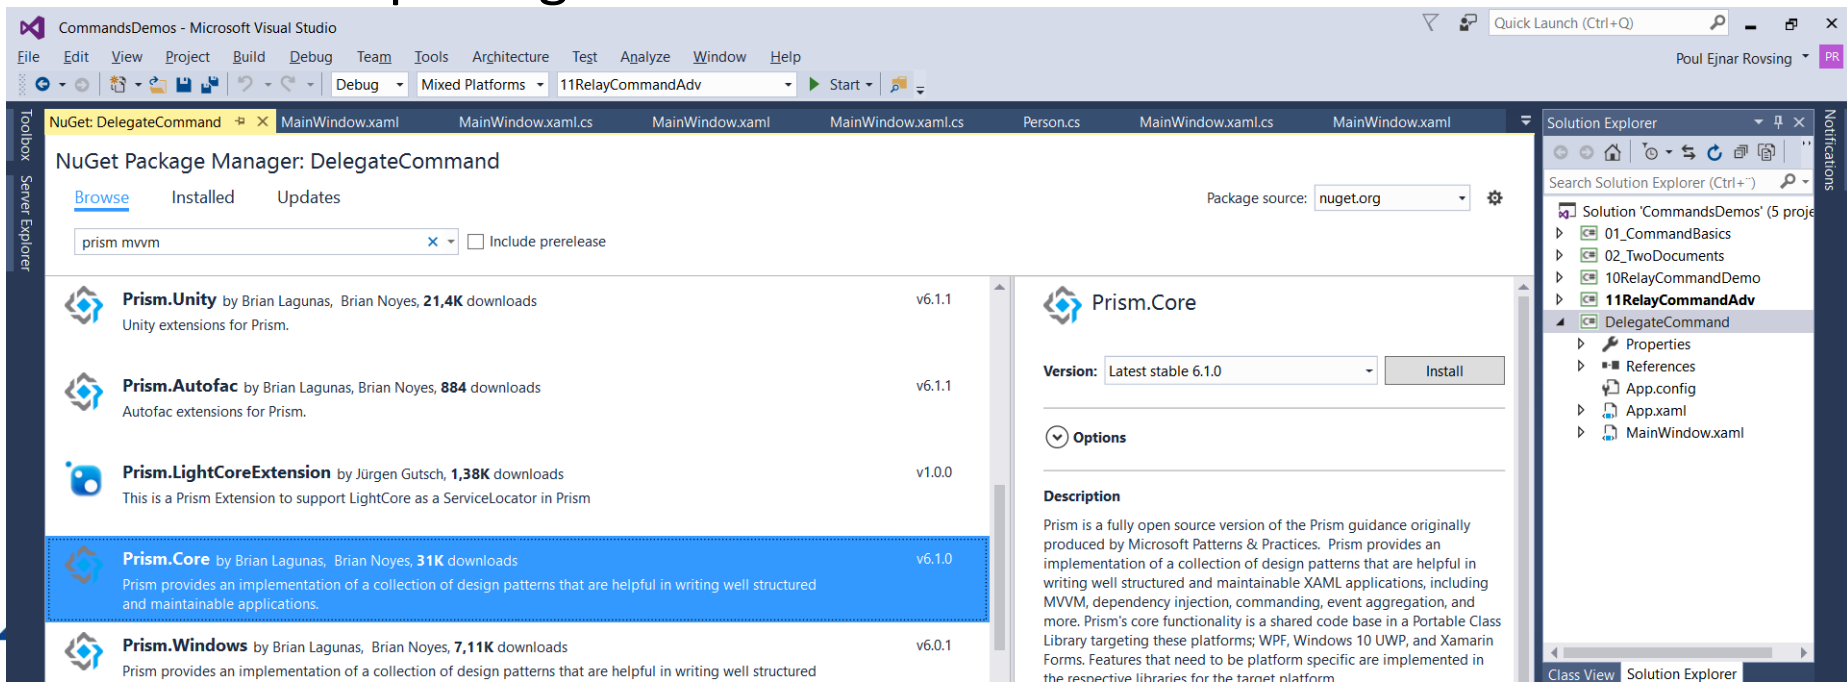 CommandsDemos - Microsoft Visual Studio
Quick Launch (Ctrl+Q)
File Edit View Project Build Debug Team Tools Architecture Test Analyze Window Help
Poul Ejnar Rovsing PR
Debug Mixed Platforms 11RelayCommandAdv Start
Toolbox
Server Explorer
NuGet: DelegateCommand MainWindow.xaml MainWindow.xaml.cs MainWindow.xaml MainWindow.xaml.cs Person.cs MainWindow.xaml.cs MainWindow.xaml
NuGet Package Manager: DelegateCommand
Browse Installed Updates
Package source: nuget.org
prism mvvm
Include prerelease
Prism.Unity by Brian Lagunas, Brian Noyes, 21,4K downloads v6.1.1
Unity extensions for Prism.
Prism.Autofac by Brian Lagunas, Brian Noyes, 884 downloads v6.1.1
Autofac extensions for Prism.
Prism.LightCoreExtension by Jürgen Gutsch, 1,38K downloads v1.0.0
This is a Prism Extension to support LightCore as a ServiceLocator in Prism
Prism.Core by Brian Lagunas, Brian Noyes, 31K downloads v6.1.0
Prism provides an implementation of a collection of design patterns that are helpful in writing well structured
and maintainable applications.
Prism.Windows by Brian Lagunas, Brian Noyes, 7,11K downloads v6.0.1
Prism provides an implementation of a collection of design patterns that are helpful in writing well structured
Prism.Core
Version: Latest stable 6.1.0 Install
Options
Description
Prism is a fully open source version of the Prism guidance originally
produced by Microsoft Patterns & Practices. Prism provides an
implementation of a collection of design patterns that are helpful in
writing well structured and maintainable XAML applications, including
MVVM, dependency injection, commanding, event aggregation, and
more. Prism's core functionality is a shared code base in a Portable Class
Library targeting these platforms; WPF, Windows 10 UWP, and Xamarin
Forms. Features that need to be platform specific are implemented in
the respective libraries for the target platform.
Solution Explorer
Search Solution Explorer (Ctrl+¨)
Solution 'CommandsDemos' (5 proje
C# 01_CommandBasics
C# 02_TwoDocuments
C# 10RelayCommandDemo
C# 11RelayCommandAdv
C# DelegateCommand
Properties
References
App.config
App.xaml
MainWindow.xaml
Class View Solution Explorer
Notifications